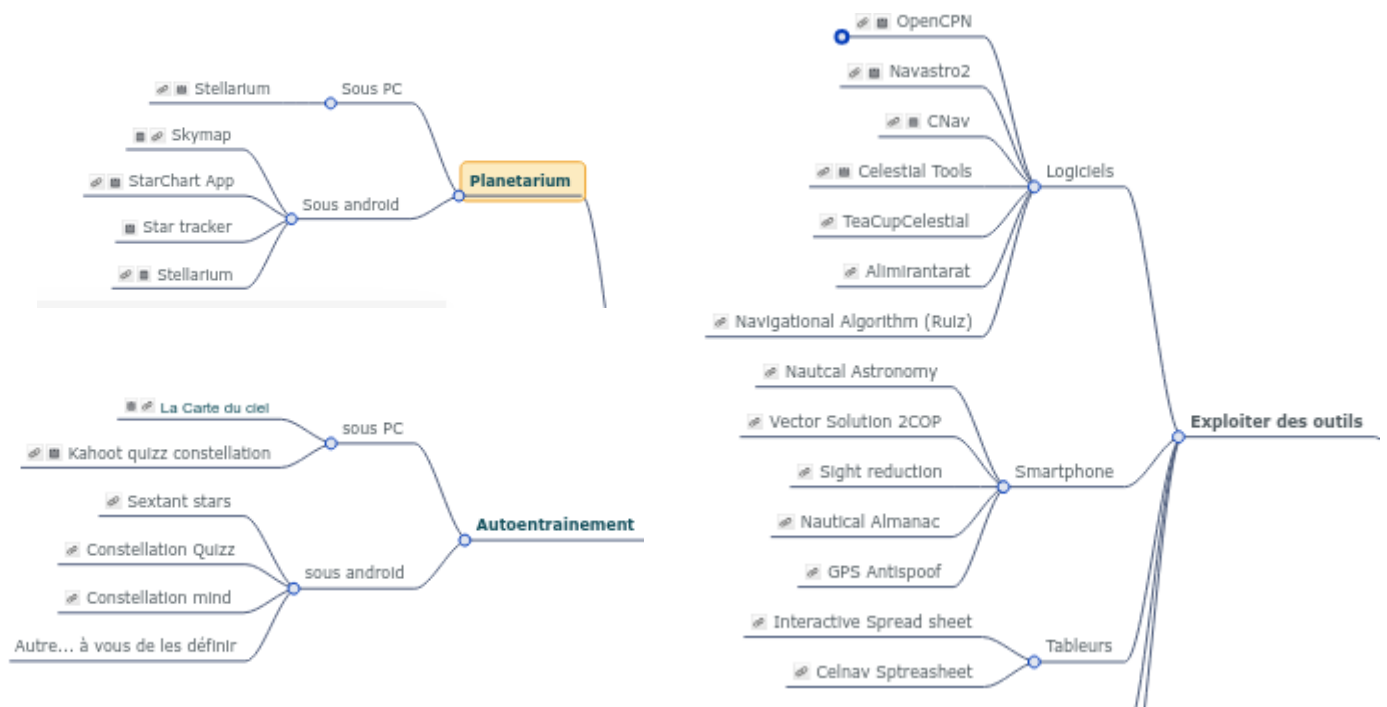 Stellarium
Sous PC
Skymap
StarChart App
Sous android
Star tracker
Stellarium
Planetarium
La Carte du ciel
sous PC
Kahoot quizz constellation
Sextant stars
Constellation Quizz
sous android
Constellation mind
Autre... à vous de les définir
Autoentrainement
OpenCPN
Navastro2
CNav
Celestial Tools
Logiciels
TeaCupCelestial
Alimirantarat
Navigational Algorithm (Ruiz)
Nautcal Astronomy
Vector Solution 2COP
Sight reduction
Smartphone
Nautical Almanac
GPS Antispoof
Exploiter des outils
Interactive Spread sheet
Tableurs
Celnav Sptreasheet